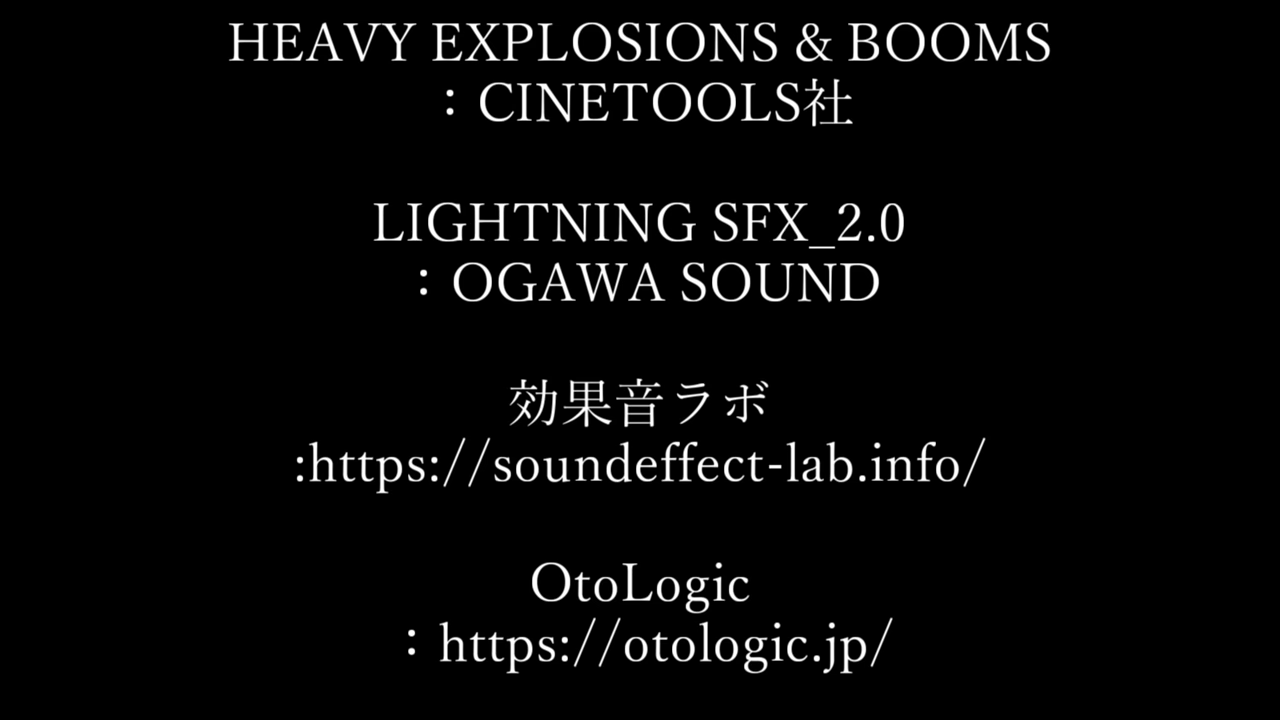 HEAVY EXPLOSIONS & BOOMS
：CINETOOLS社
LIGHTNING SFX_2.0
：OGAWA SOUND
効果音ラボ
:https://soundeffect-lab.info/
OtoLogic
：https://otologic.jp/